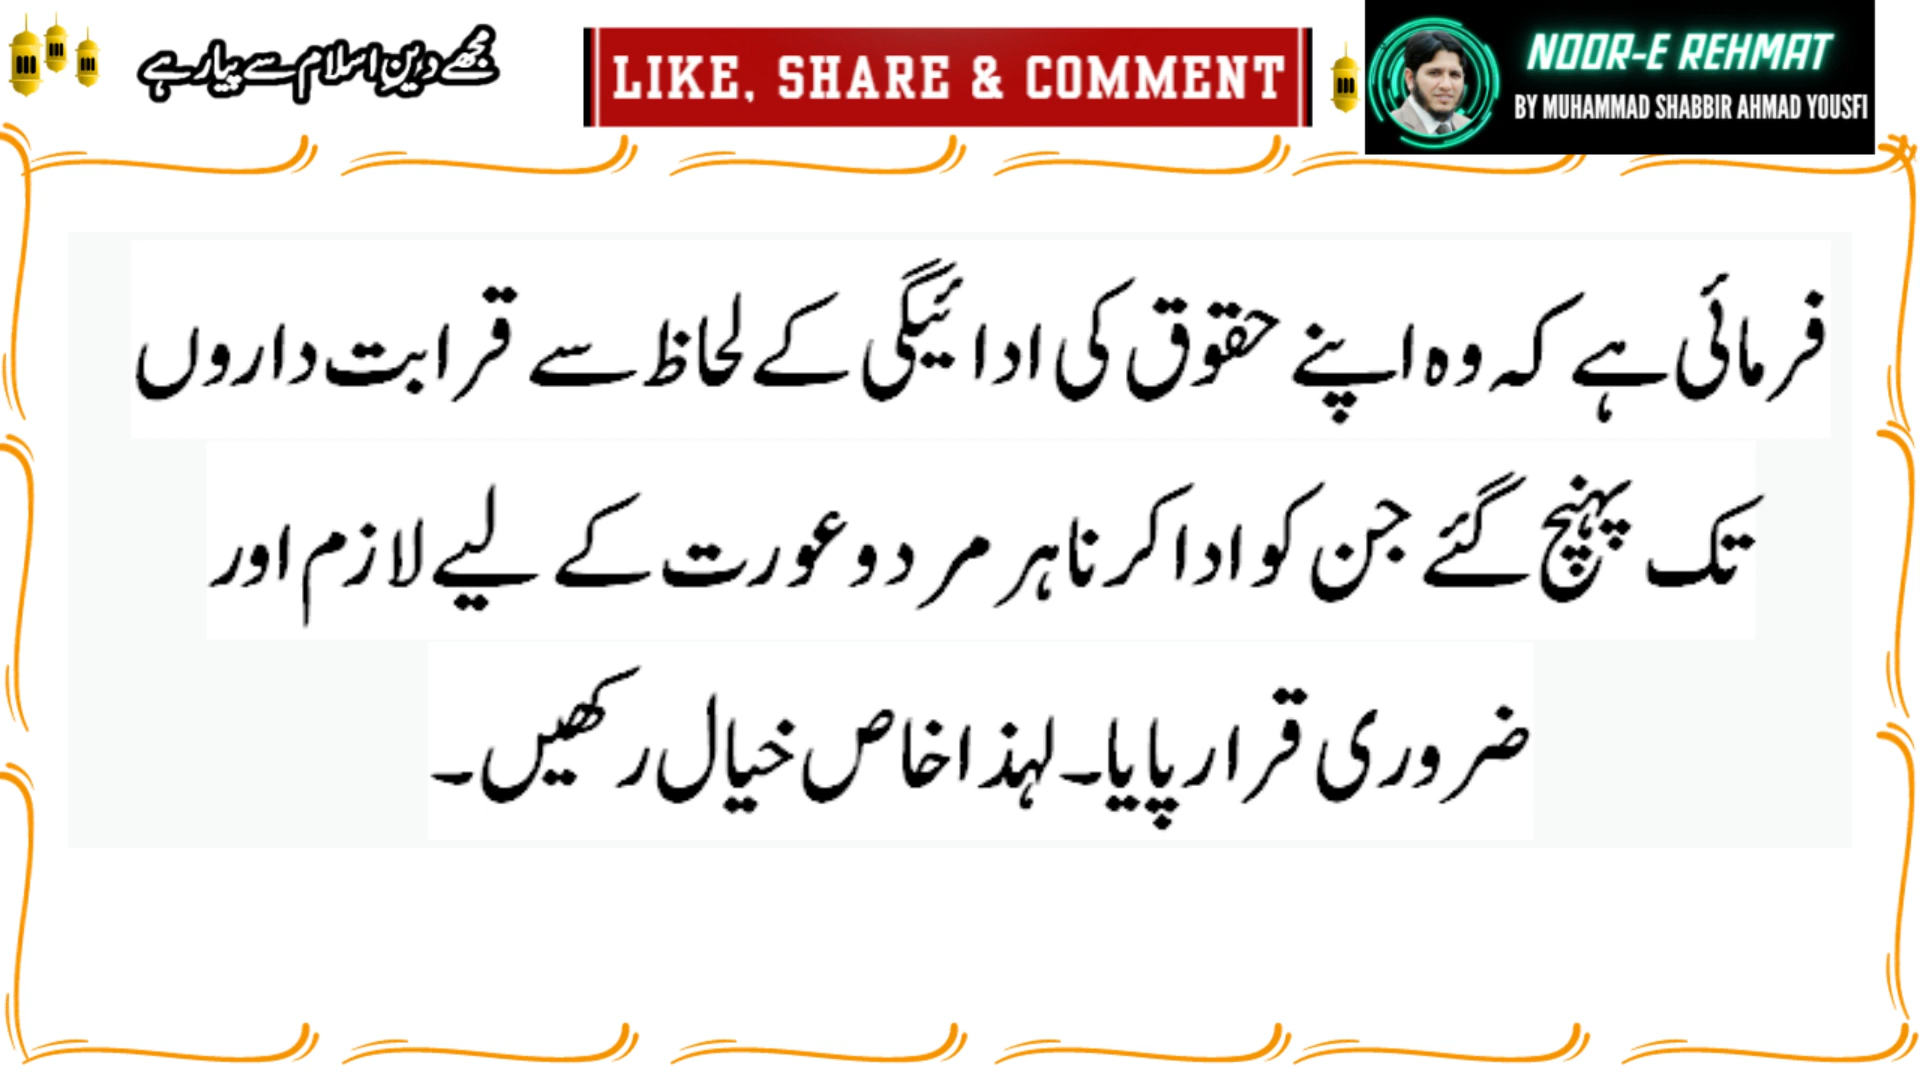 مجھے دینِ اسلام سے پیار ہے
LIKE, SHARE & COMMENT
NOOR-E REHMAT
BY MUHAMMAD SHABBIR AHMAD YOUSFI
فرمائی ہے کہ وہ اپنے حقوق کی ادائیگی کے لحاظ سے قرابت داروں
تک پہنچ گئے جن کو ادا کرنا ہر مرد و عورت کے لیے لازم اور
ضروری قرار پایا۔ لہذا خاص خیال رکھیں۔